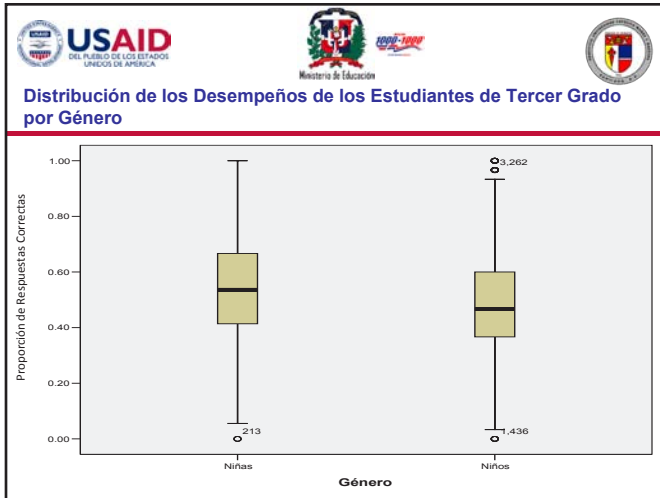 USAID
DEL PUEBLO DE LOS ESTADOS
UNIDOS DE AMÉRICA
Ministerio de Educación
Distribución de los Desempeños de los Estudiantes de Tercer Grado
por Género
Proporción de Respuestas Correctas
1.00
0.80
0.60
0.40
0.20
0.00
3,262
213
1,436
Niñas
Niños
Género